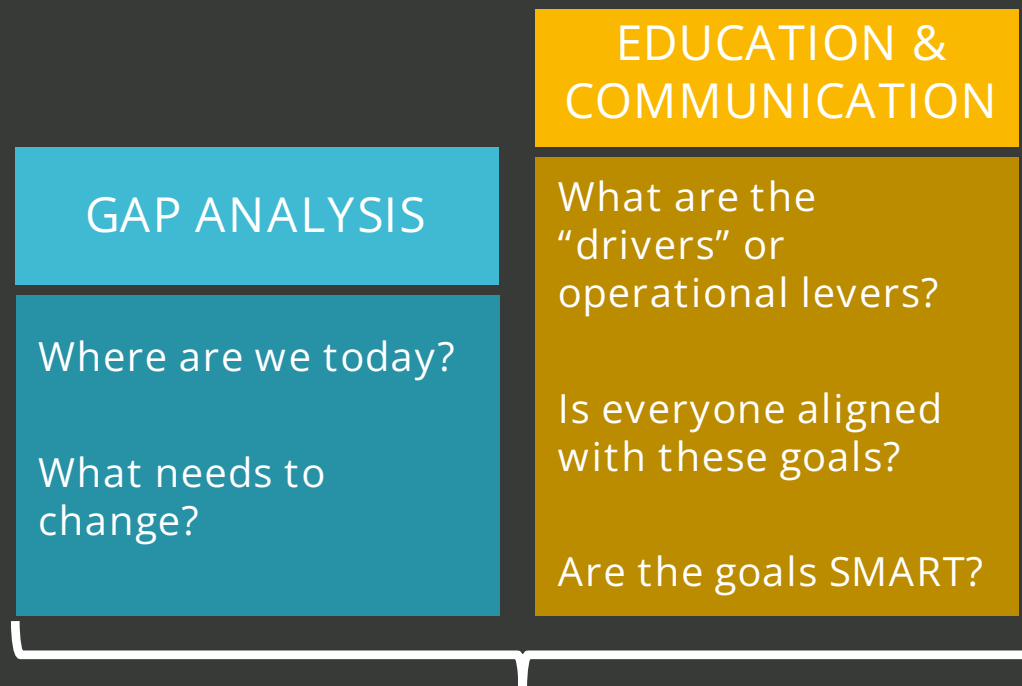 GAP ANALYSIS
Where are we today?
What needs to
change?
EDUCATION &
COMMUNICATION
What are the
“drivers” or
operational levers?
Is everyone aligned
with these goals?
Are the goals SMART?